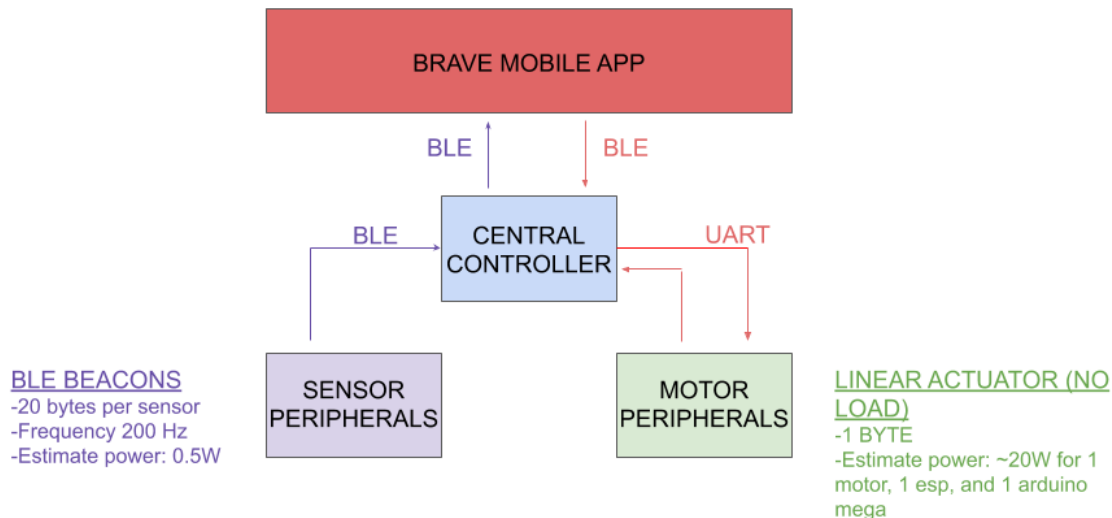 BRAVE MOBILE APP
BLE
BLE
BLE
CENTRAL
CONTROLLER
UART
BLE BEACONS
-20 bytes per sensor
-Frequency 200 Hz
-Estimate power: 0.5W
SENSOR
PERIPHERALS
MOTOR
PERIPHERALS
LINEAR ACTUATOR (NO
LOAD)
-1 BYTE
-Estimate power: ~20W for 1
motor, 1 esp, and 1 arduino
mega